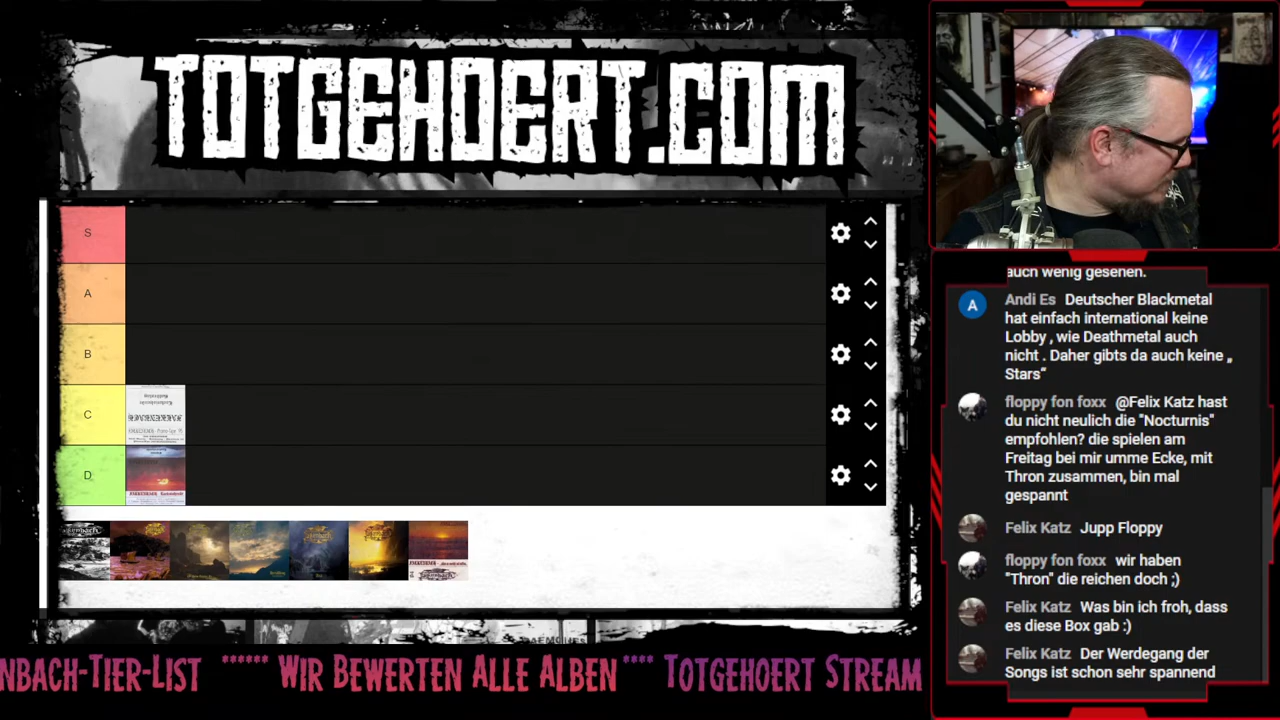 TOTGEHOERT.COM
S
A
B
C
D
auch wenig gesehen.
A
Andi Es Deutscher Blackmetal
hat einfach international keine
Lobby , wie Deathmetal auch
nicht . Daher gibts da auch keine „
Stars“
floppy fon foxx @Felix Katz hast
du nicht neulich die "Nocturnis"
empfohlen? die spielen am
Freitag bei mir umme Ecke, mit
Thron zusammen, bin mal
gespannt
Felix Katz Jupp Floppy
floppy fon foxx wir haben
"Thron" die reichen doch ;)
Felix Katz Was bin ich froh, dass
es diese Box gab :)
Felix Katz Der Werdegang der
Songs ist schon sehr spannend
NBACH-TIER-LIST ****** WIR BEWERTEN ALLE ALBEN **** TOTGEHOERT STREAM